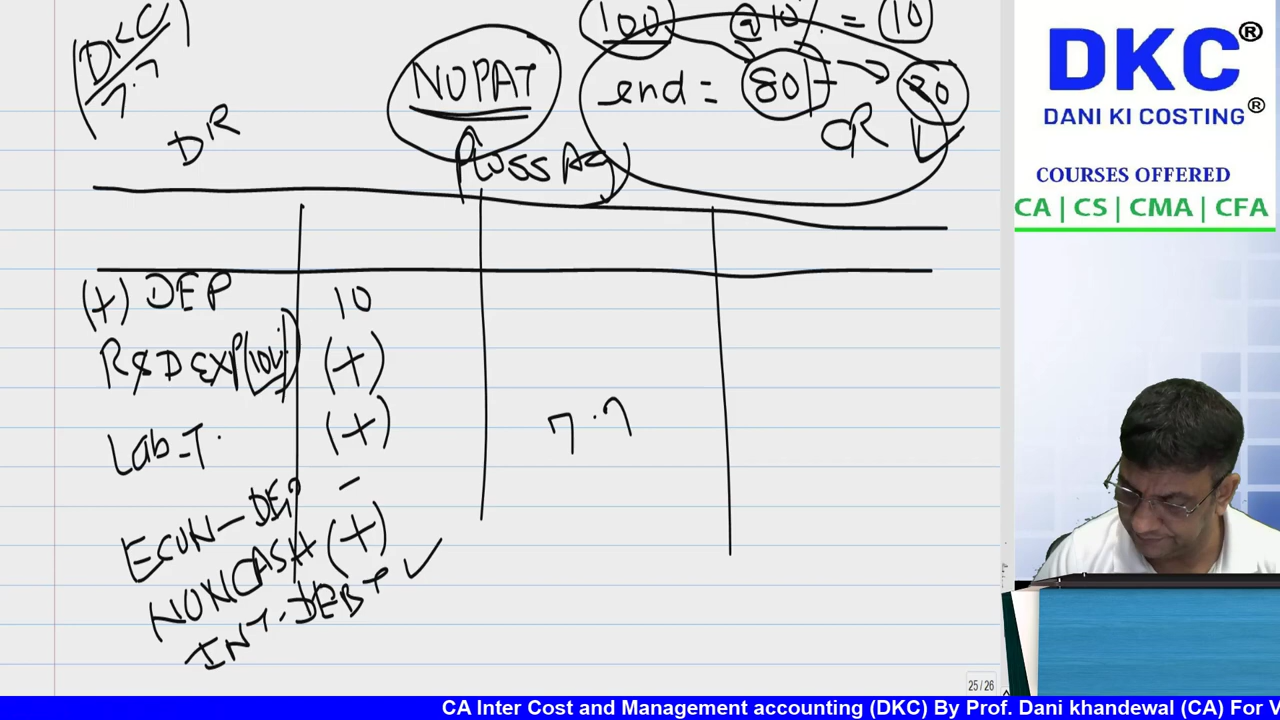 (DKC/7.7)
100 @ 10% = 10
NOPAT
end = 80/- → 20
OR
DR
(+) DEP 10
R&D EXP (+)
Lab-T. (+)
7.7
ECON-DEP -
NONCASH (+)
INT. DEBT ✓
25 / 26
DKC®
DANI KI COSTING®
COURSES OFFERED
CA | CS | CMA | CFA
CA Inter Cost and Management accounting (DKC) By Prof. Dani khandewal (CA) For V